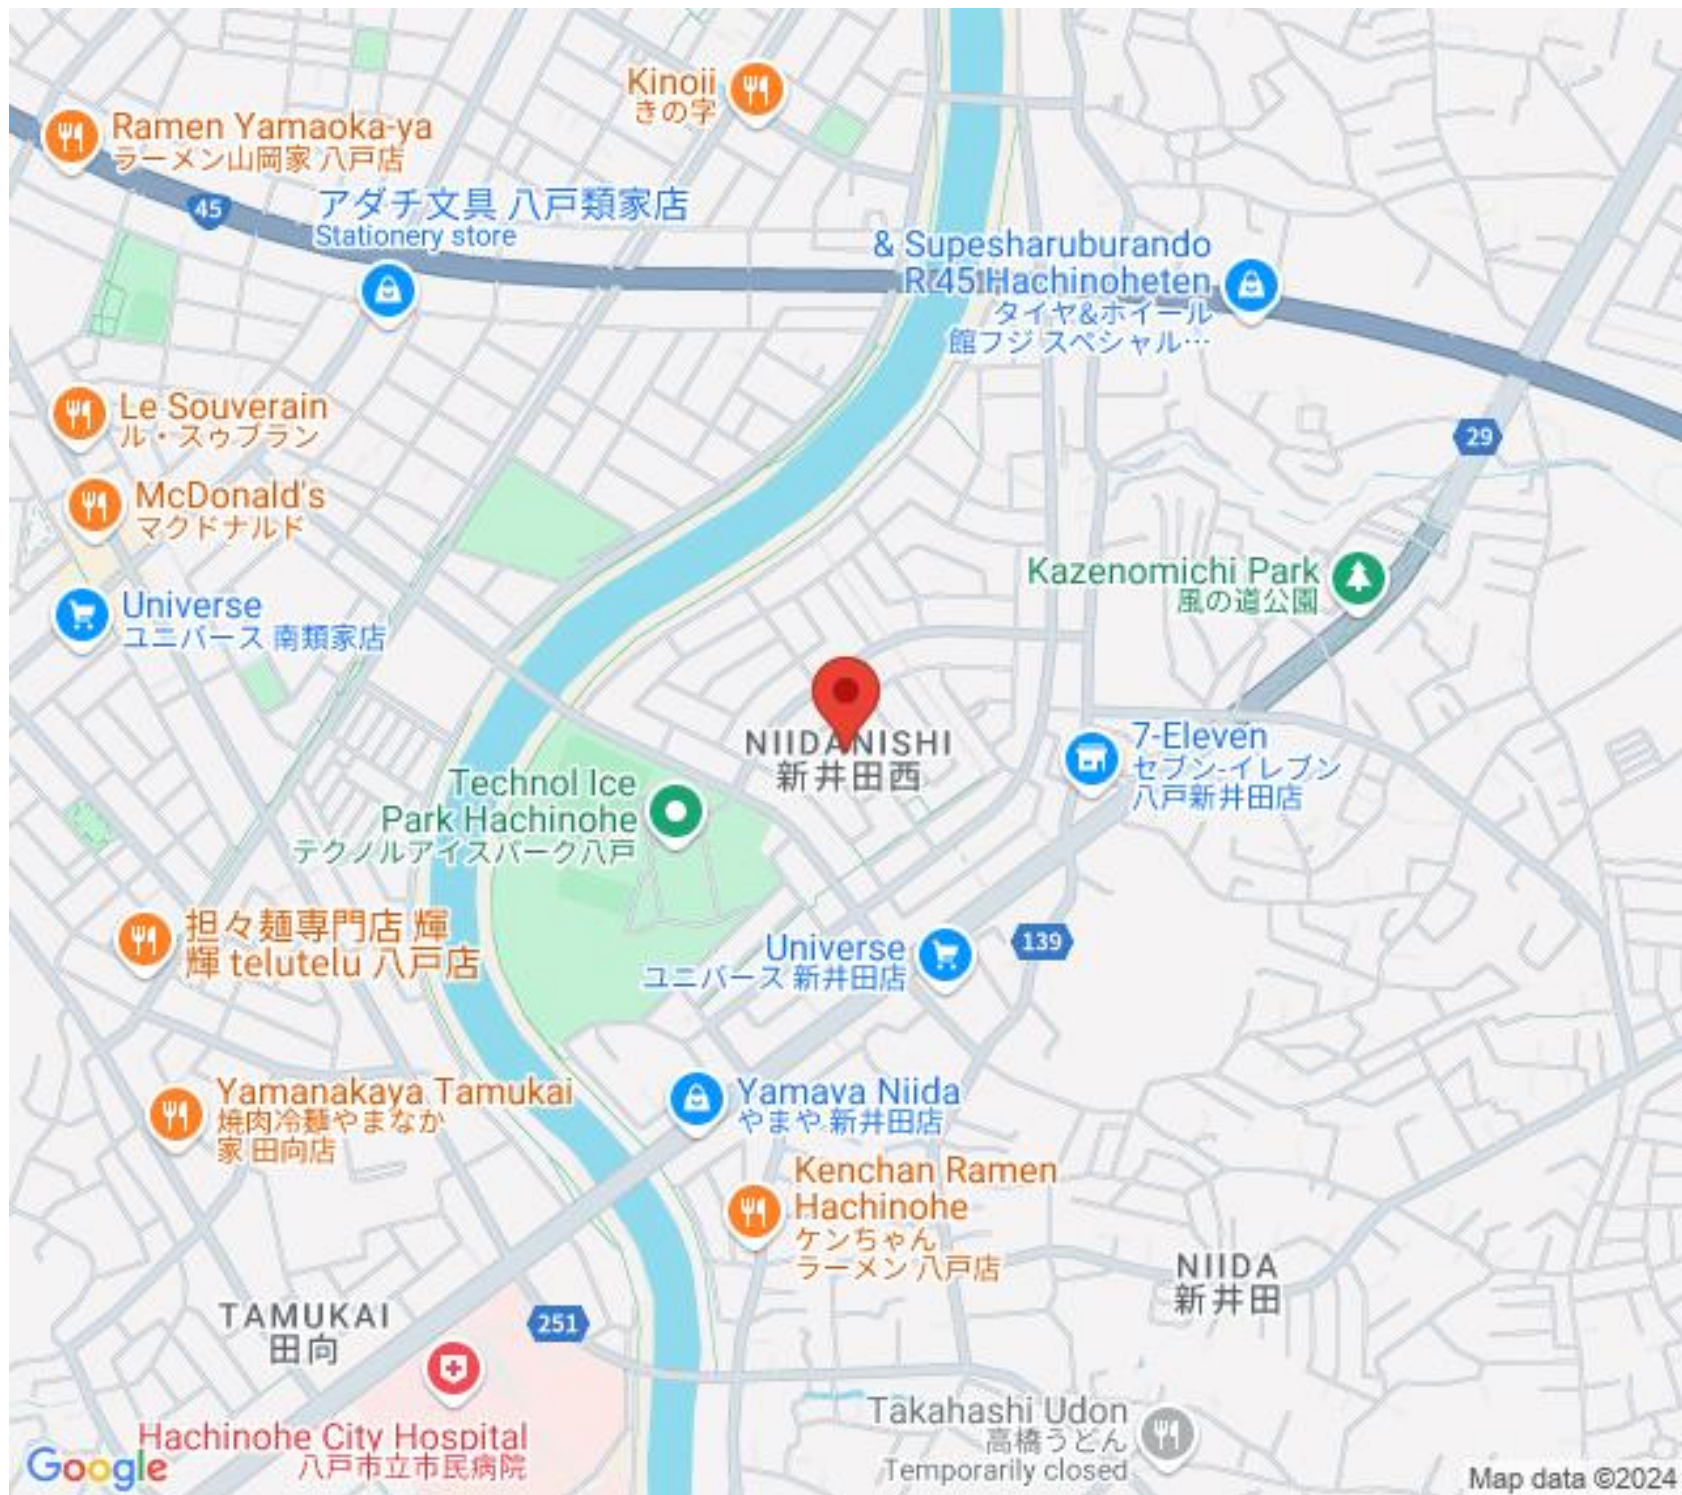 Kinoii
きの字
Ramen Yamaoka-ya
ラーメン山岡家 八戸店
45
アダチ文具 八戸類家店
Stationery store
& Supesharuburando
R 45 Hachinoheten
タイヤ&ホイール
館フジ スペシャル…
Le Souverain
ル・スゥブラン
29
McDonald's
マクドナルド
Kazenomichi Park
風の道公園
Universe
ユニバース 南類家店
NIIDANISHI
新井田西
7-Eleven
セブン-イレブン
八戸新井田店
Technol Ice
Park Hachinohe
テクノルアイスパーク八戸
担々麺専門店 輝
輝 telutelu 八戸店
Universe
ユニバース 新井田店
139
Yamanakaya Tamukai
焼肉冷麺やまなか
家 田向店
Yamava Niida
やまや 新井田店
Kenchan Ramen
Hachinohe
ケンちゃん
ラーメン 八戸店
NIIDA
新井田
TAMUKAI
田向
251
Hachinohe City Hospital
八戸市立市民病院
Takahashi Udon
高橋うどん
Temporarily closed
Google
Map data ©2024